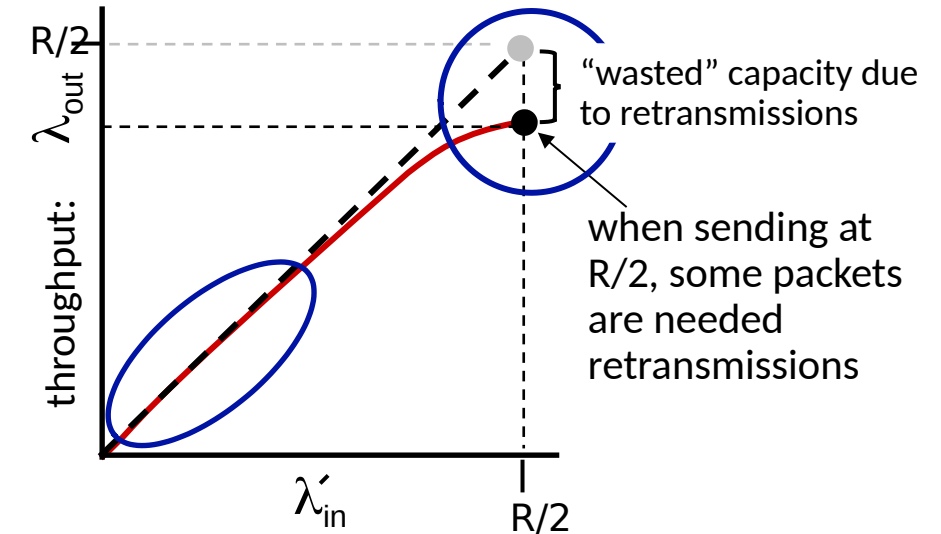 R/2
throughput: λout
“wasted” capacity due
to retransmissions
when sending at
R/2, some packets
are needed
retransmissions
λ′in
R/2